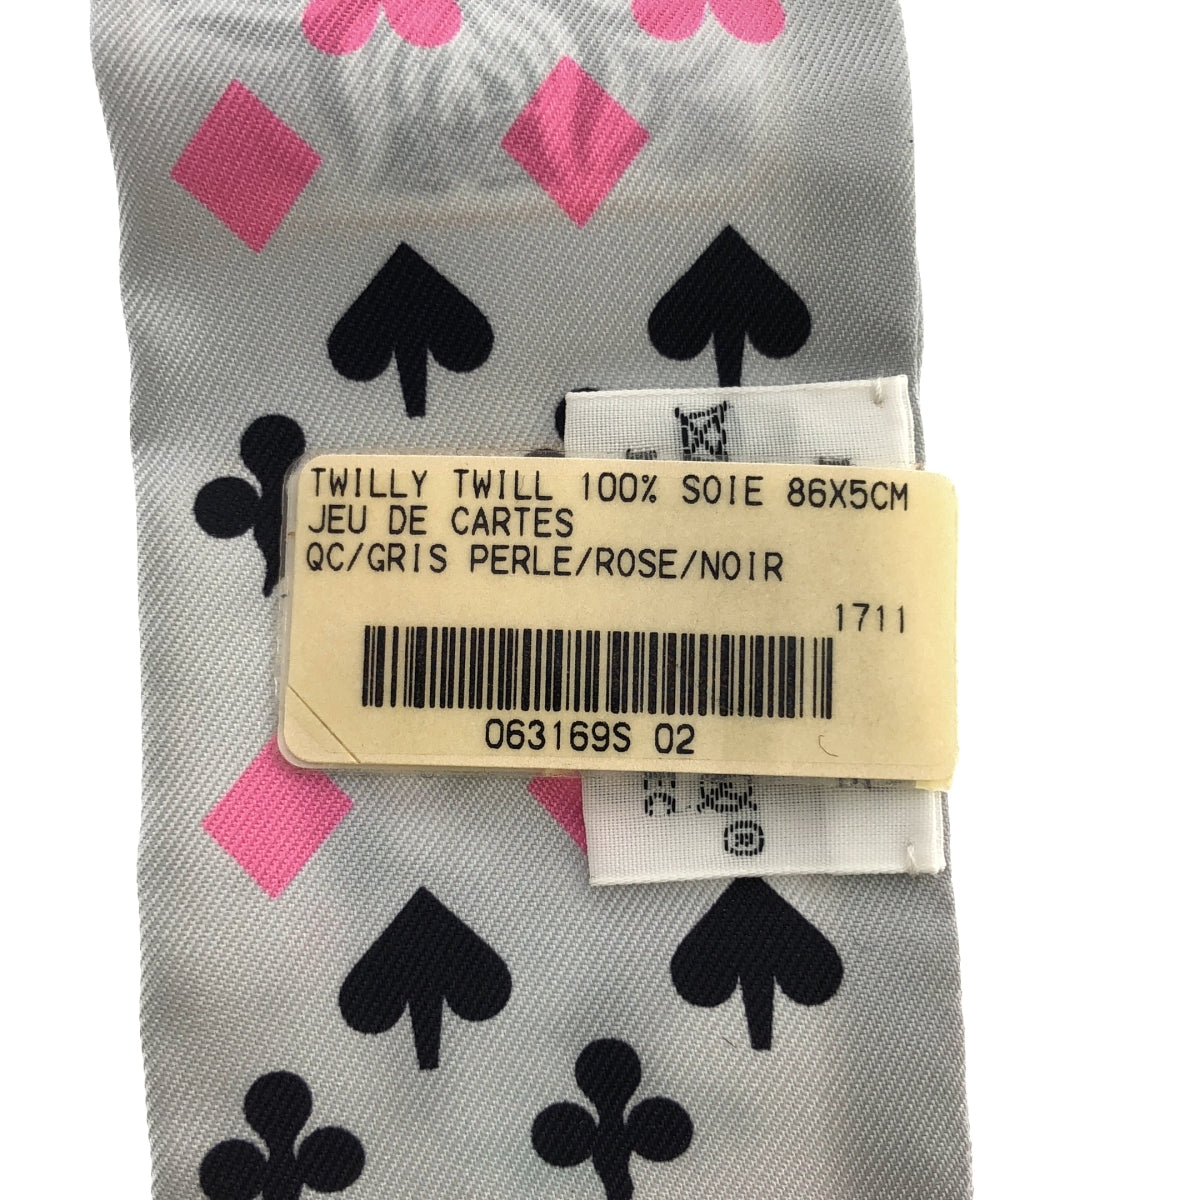 TWILLY TWILL 100% SOIE 86X5CM
JEU DE CARTES
QC/GRIS PERLE/ROSE/NOIR
1711
063169S 02